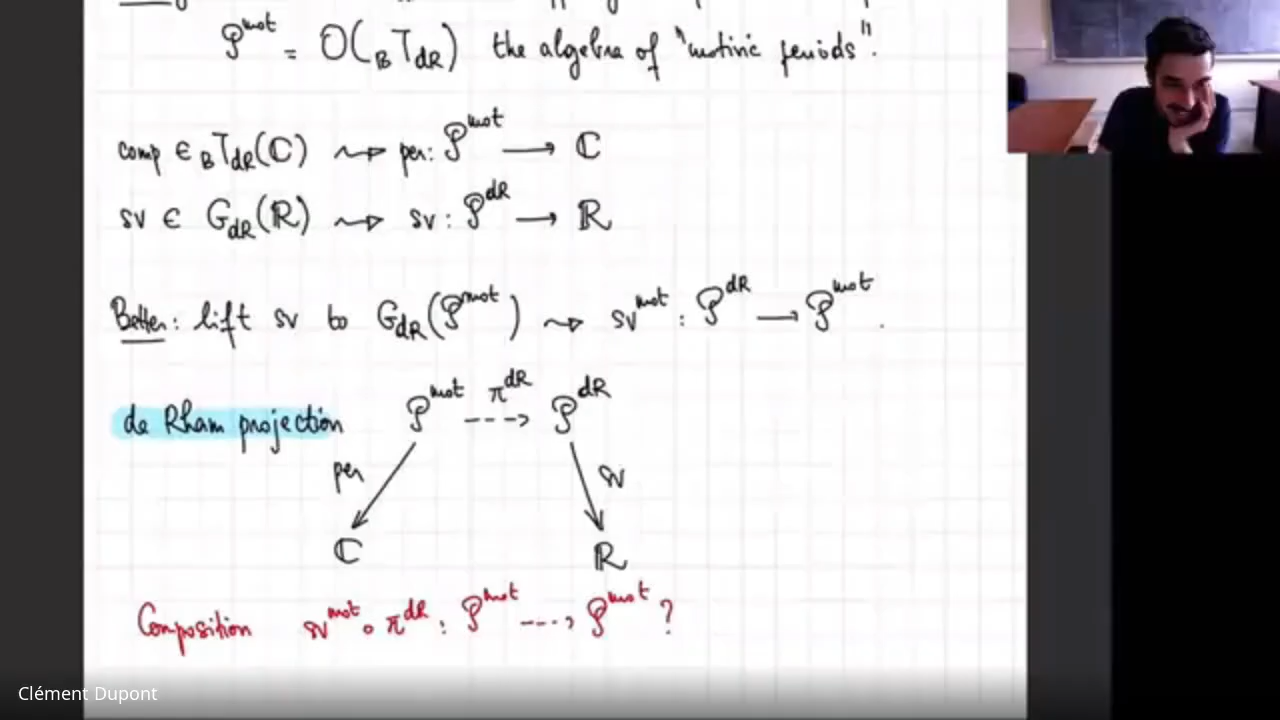 𝒫^mot = O(_B T_dR) the algebra of "motivic periods".
comp ∈ _B T_dR(ℂ) ⇝ per: 𝒫^mot ⟶ ℂ
sv ∈ G_dR(ℝ) ⇝ sv: 𝒫^dR ⟶ ℝ
Better: lift sv to G_dR(𝒫^mot) ⇝ sv^mot : 𝒫^dR ⟶ 𝒫^mot.
de Rham projection 𝒫^mot --π^dR--> 𝒫^dR
per sv
ℂ ℝ
Composition sv^mot ∘ π^dR : 𝒫^mot ---> 𝒫^mot ?
Clément Dupont